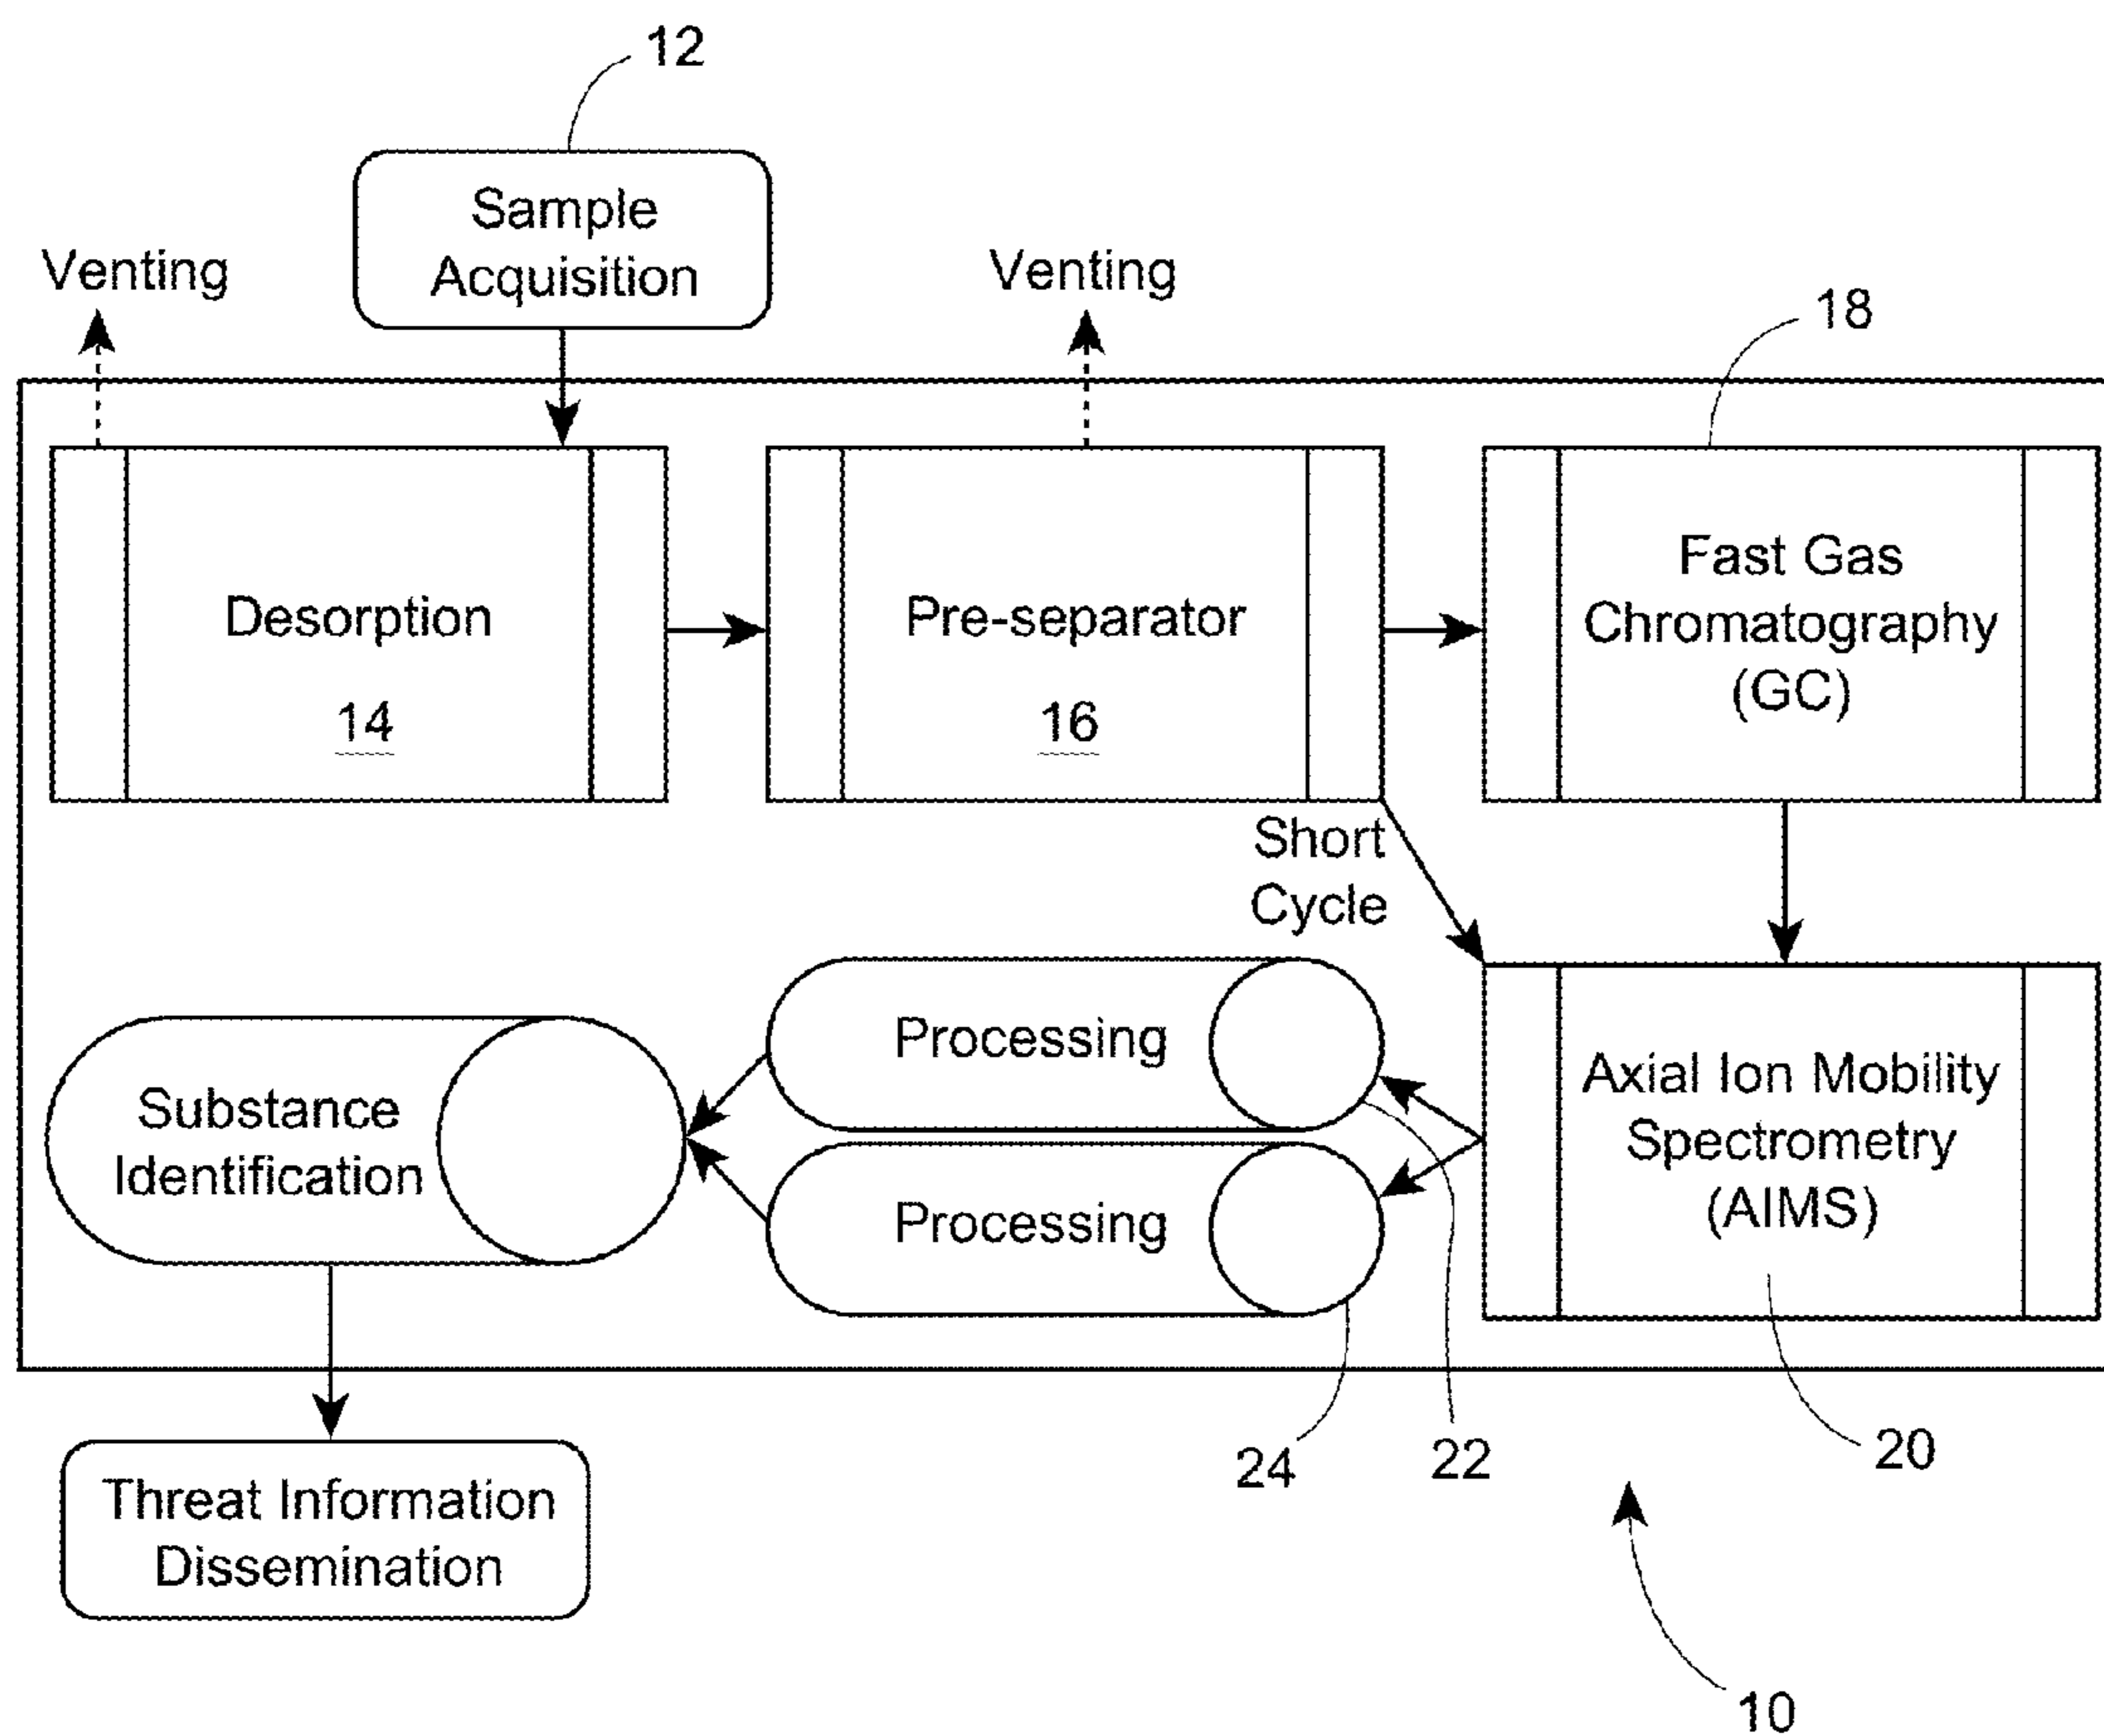 12
Sample
Acquisition
Venting
Venting
18
Desorption
14
Pre-separator
16
Fast Gas
Chromatography
(GC)
Short
Cycle
Processing
Processing
Substance
Identification
Axial Ion Mobility
Spectrometry
(AIMS)
24
22
20
Threat Information
Dissemination
10